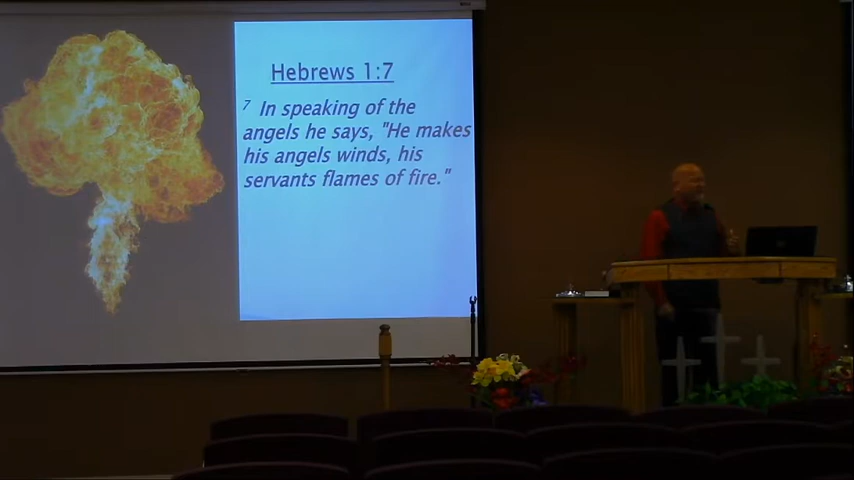 Hebrews 1:7
7 In speaking of the
angels he says, "He makes
his angels winds, his
servants flames of fire."